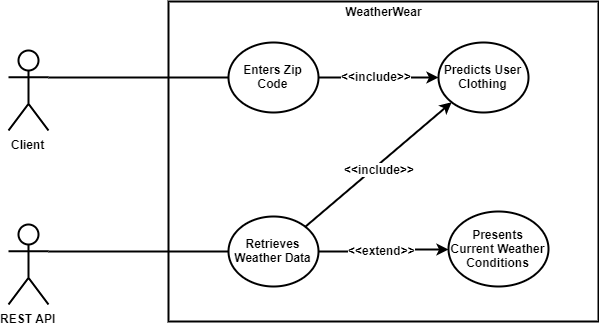 WeatherWear
Enters Zip
Code
<<include>>
Predicts User
Clothing
Client
<<include>>
Retrieves
Weather Data
<<extend>>
Presents
Current Weather
Conditions
REST API